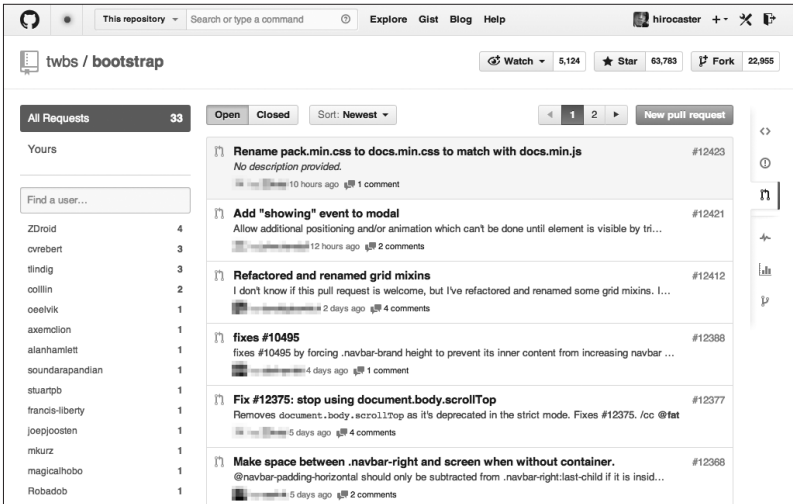 This repository Search or type a command Explore Gist Blog Help hirocaster
twbs / bootstrap Watch 5,124 Star 63,783 Fork 22,955
All Requests 33
Yours
Find a user...
ZDroid 4
cvrebert 3
tlindig 3
colllin 2
oeelvik 1
axemclion 1
alanhamlett 1
soundarapandian 1
stuartpb 1
francis-liberty 1
joepjoosten 1
mkurz 1
magicalhobo 1
Robadob 1
Open Closed Sort: Newest 1 2 New pull request
Rename pack.min.css to docs.min.css to match with docs.min.js #12423
No description provided.
10 hours ago 1 comment
Add "showing" event to modal #12421
Allow additional positioning and/or animation which can't be done until element is visible by tri...
12 hours ago 2 comments
Refactored and renamed grid mixins #12412
I don't know if this pull request is welcome, but I've refactored and renamed some grid mixins. I...
2 days ago 4 comments
fixes #10495 #12388
fixes #10495 by forcing .navbar-brand height to prevent its inner content from increasing navbar ...
4 days ago 1 comment
Fix #12375: stop using document.body.scrollTop #12377
Removes document.body.scrollTop as it's deprecated in the strict mode. Fixes #12375. /cc @fat
5 days ago 4 comments
Make space between .navbar-right and screen when without container. #12368
@navbar-padding-horizontal should only be subtracted from .navbar-right:last-child if it is insid...
5 days ago 2 comments